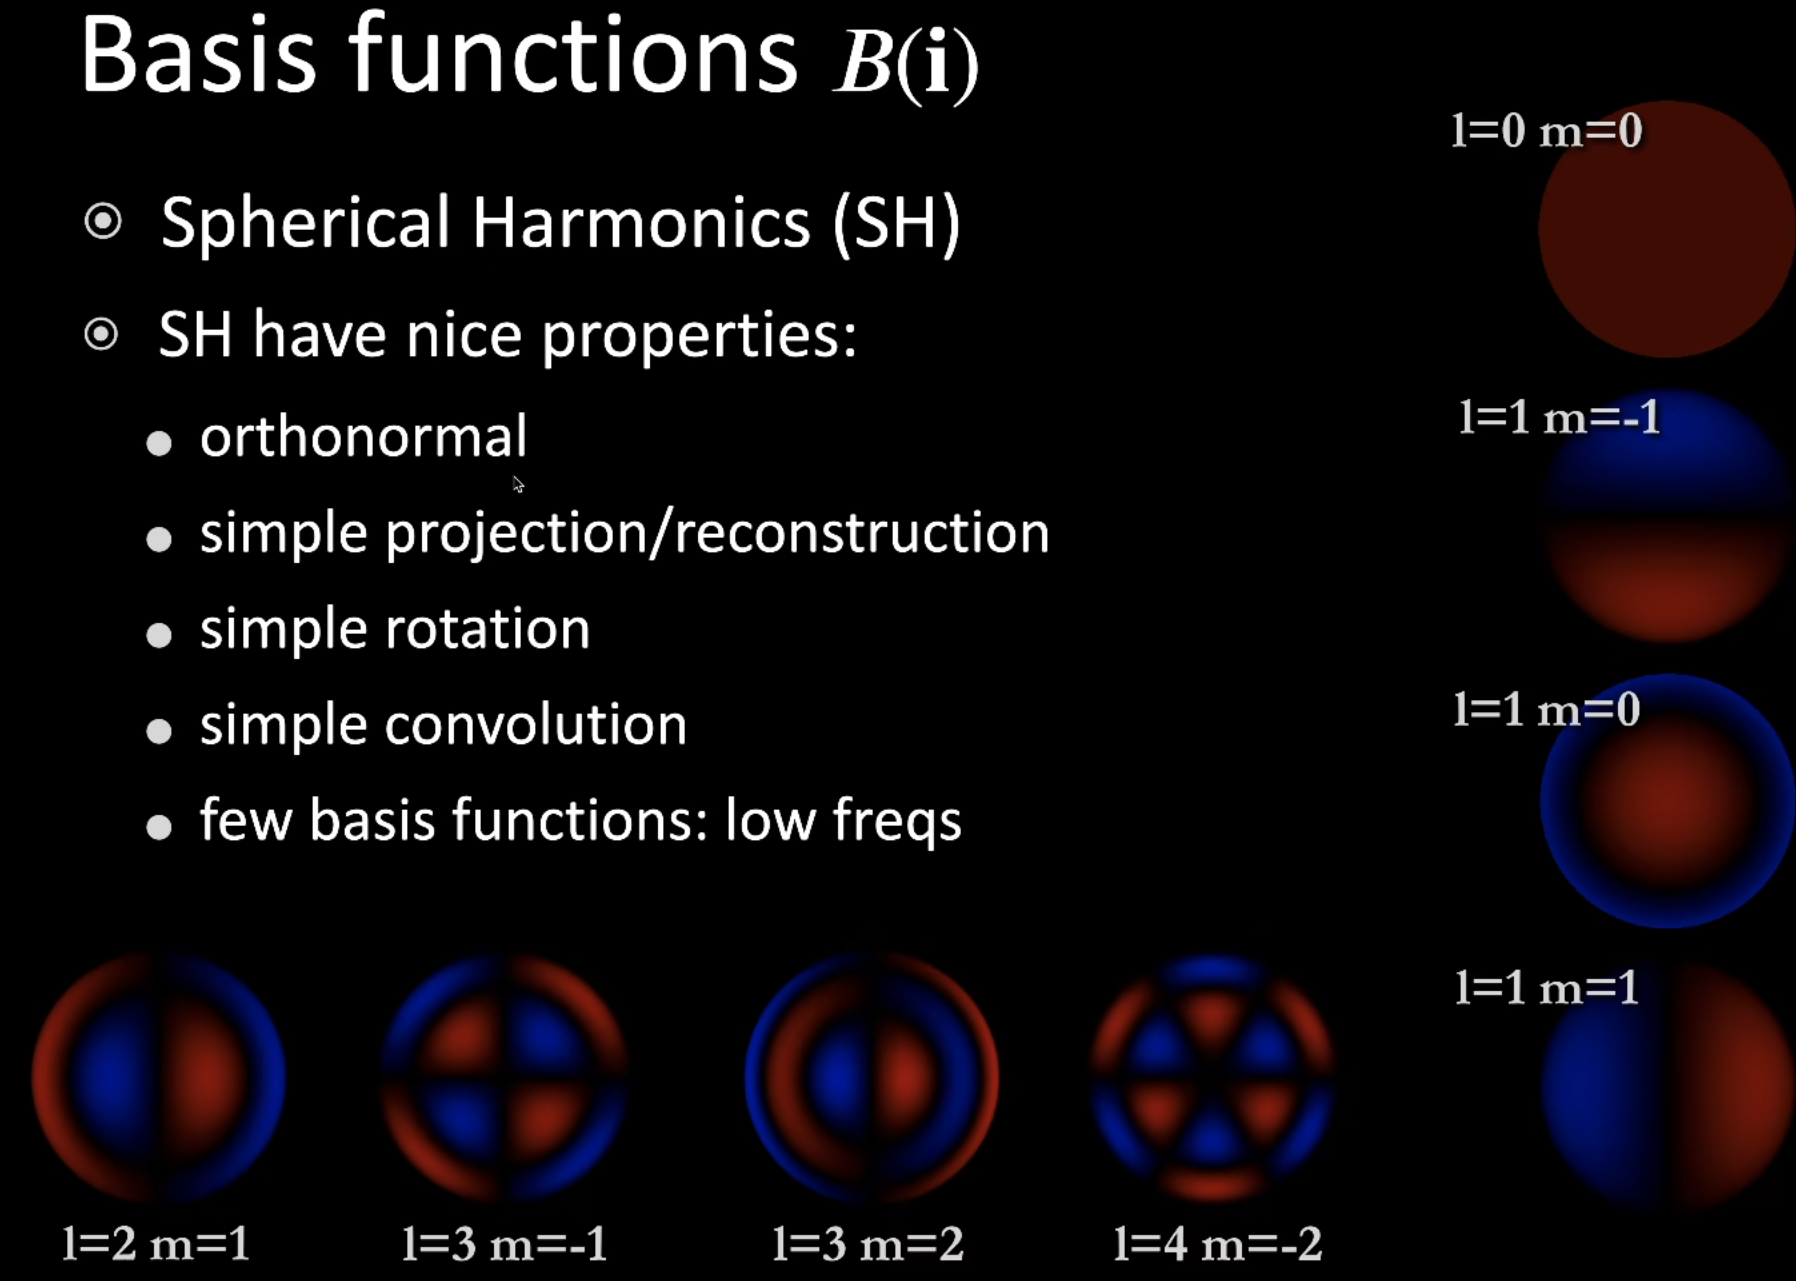 Basis functions B(i)
Spherical Harmonics (SH)
SH have nice properties:
orthonormal
simple projection/reconstruction
simple rotation
simple convolution
few basis functions: low freqs
l=0 m=0
l=1 m=-1
l=1 m=0
l=1 m=1
l=2 m=1
l=3 m=-1
l=3 m=2
l=4 m=-2